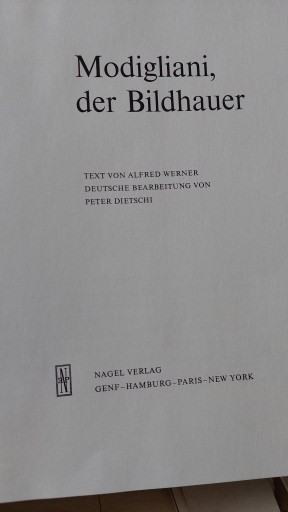 Modigliani,
der Bildhauer
TEXT VON ALFRED WERNER
DEUTSCHE BEARBEITUNG VON
PETER DIETSCHI
NAGEL VERLAG
GENF–HAMBURG–PARIS–NEW YORK